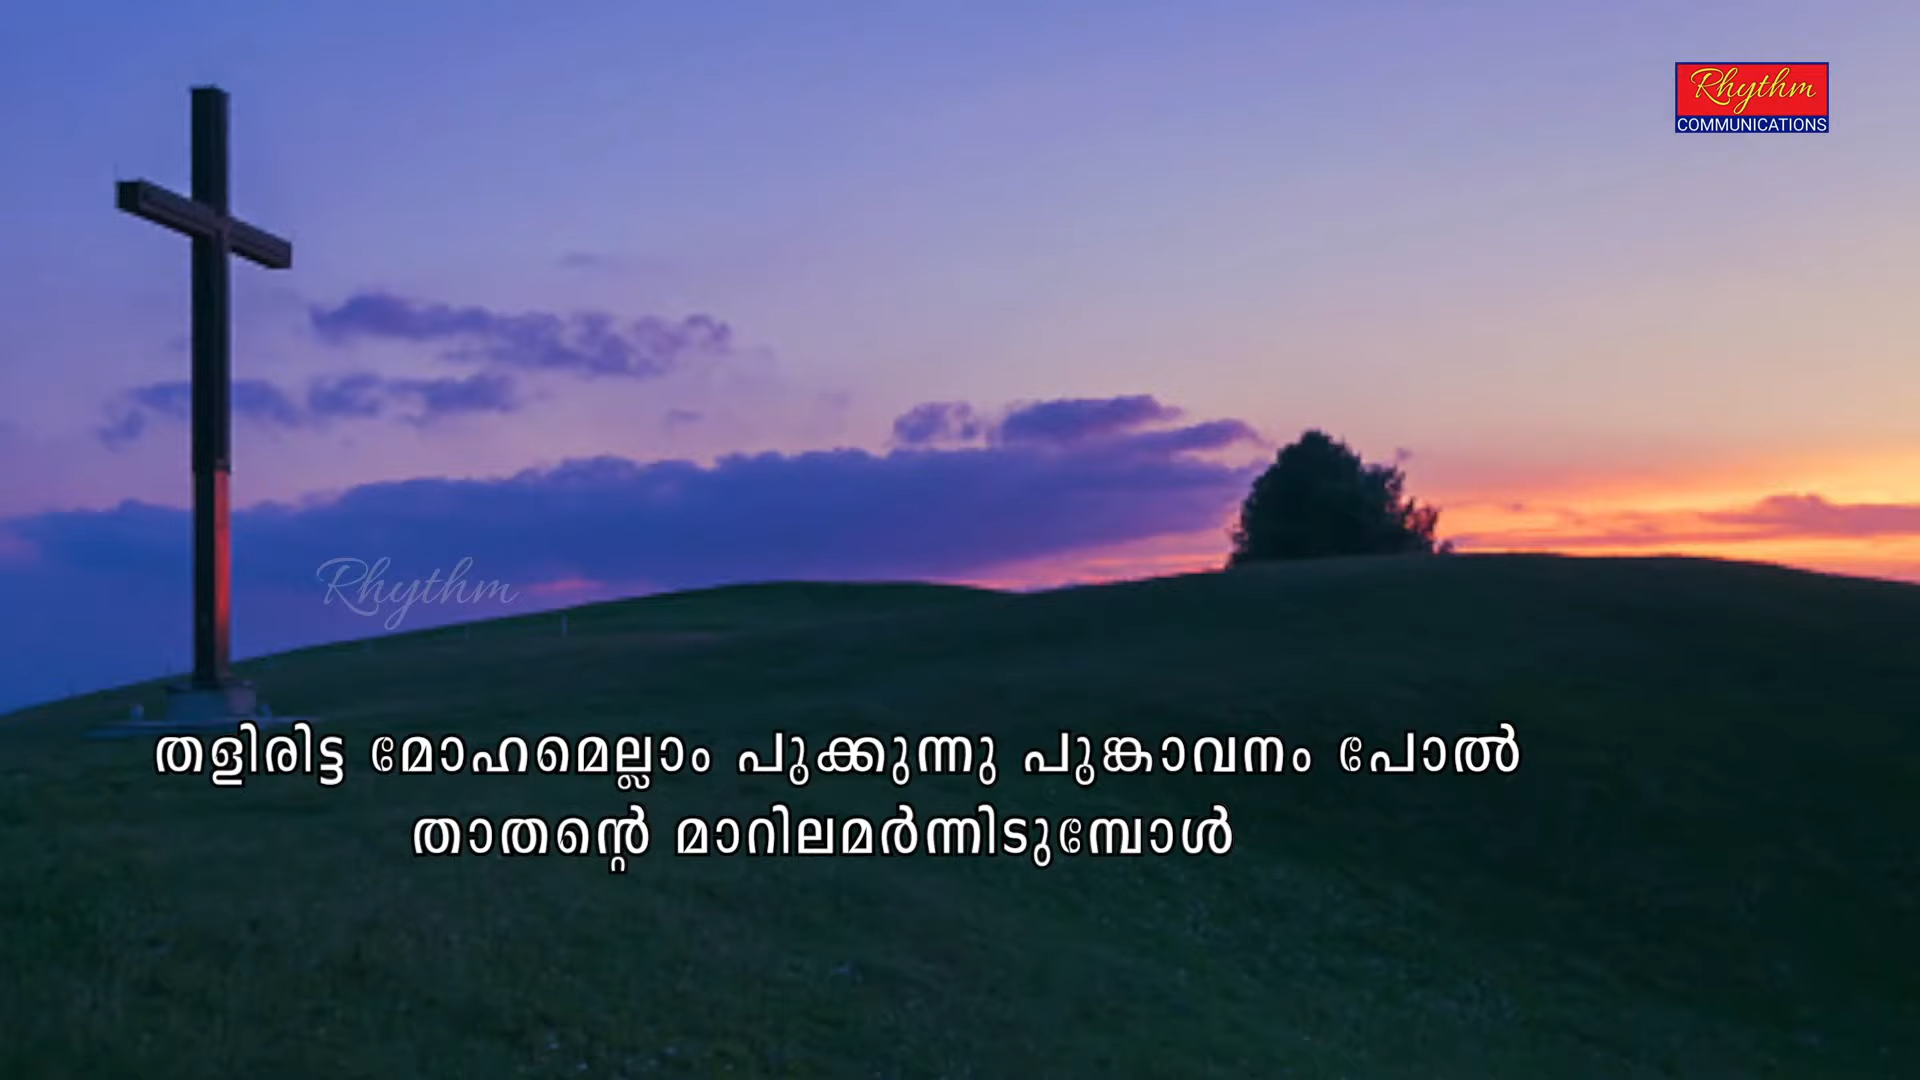 Rhythm
COMMUNICATIONS
Rhythm
തളിരിട്ട മോഹമെല്ലാം പൂക്കുന്നു പൂങ്കാവനം പോൽ
താതന്റെ മാറിലമർന്നിടുമ്പോൾ